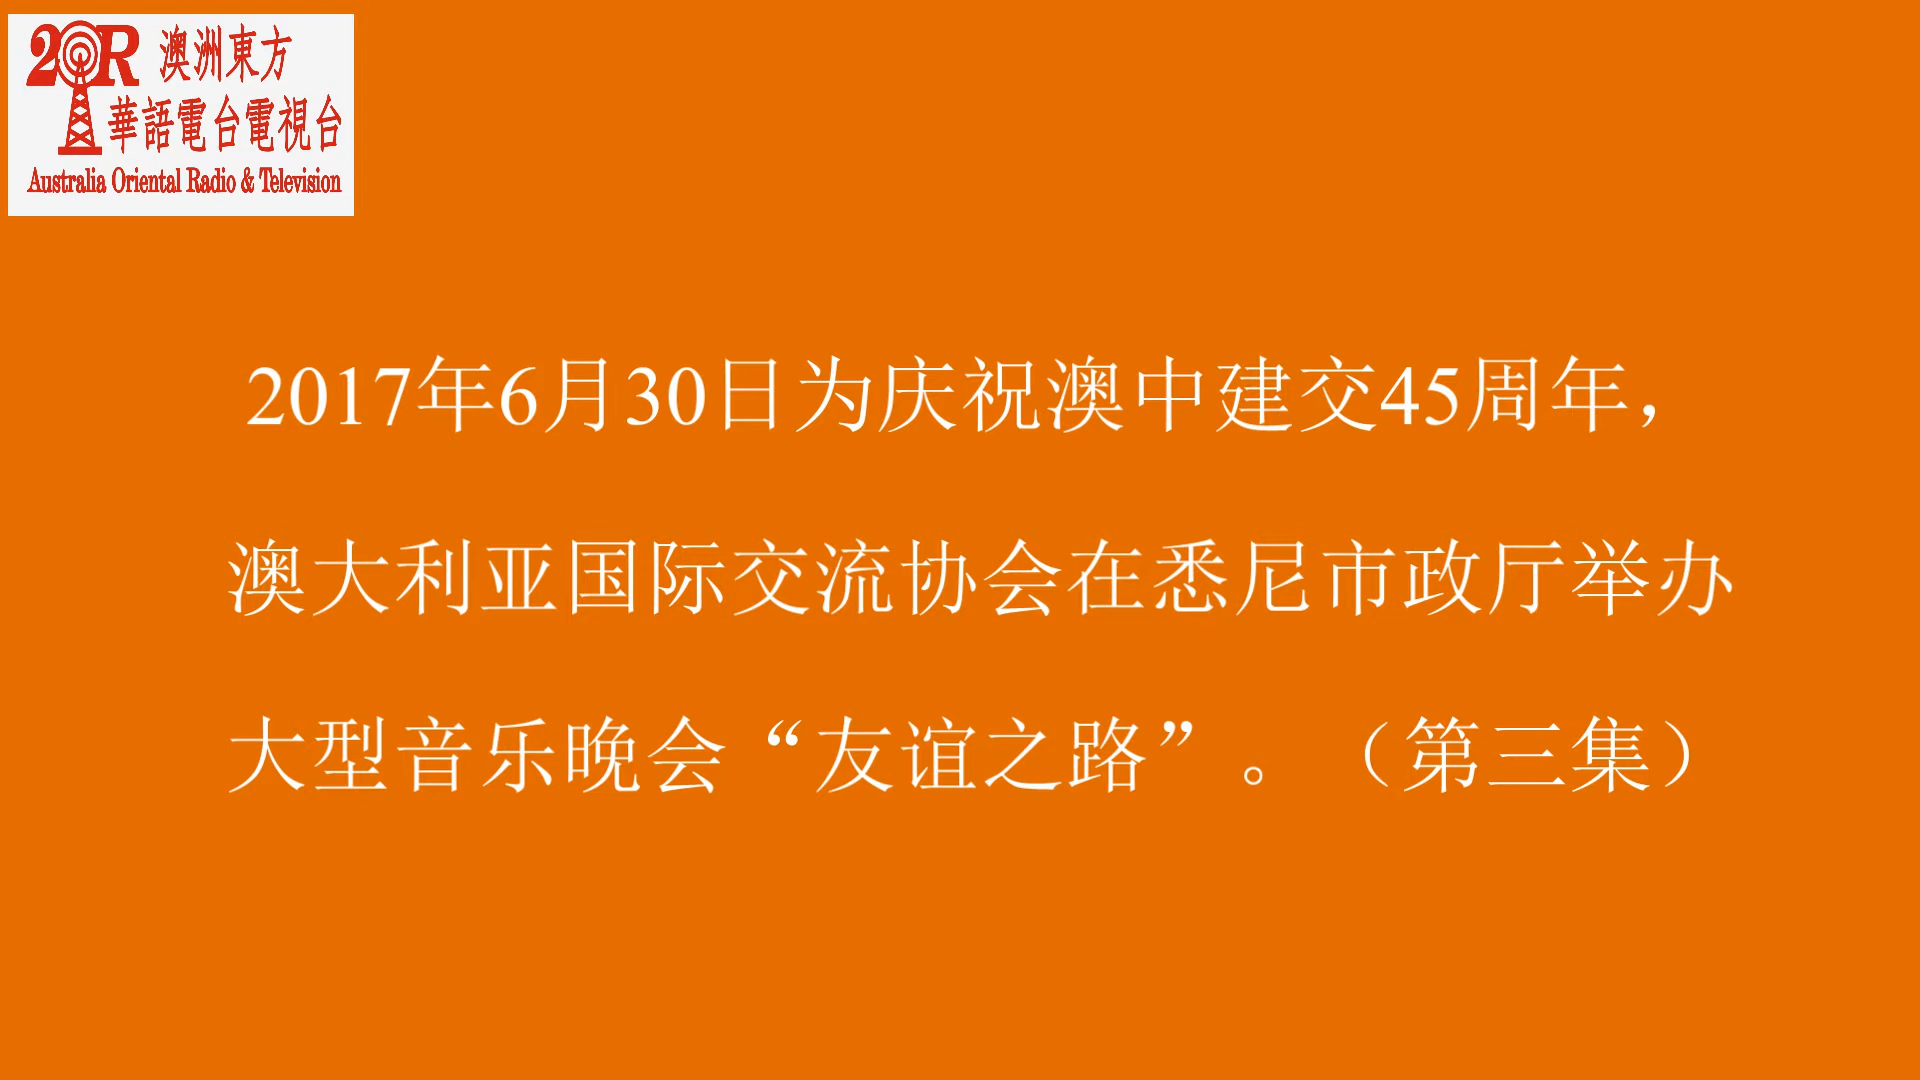 2OR 澳洲東方
華語電台電視台
Australia Oriental Radio & Television
2017年6月30日为庆祝澳中建交45周年，
澳大利亚国际交流协会在悉尼市政厅举办
大型音乐晚会“友谊之路”。（第三集）